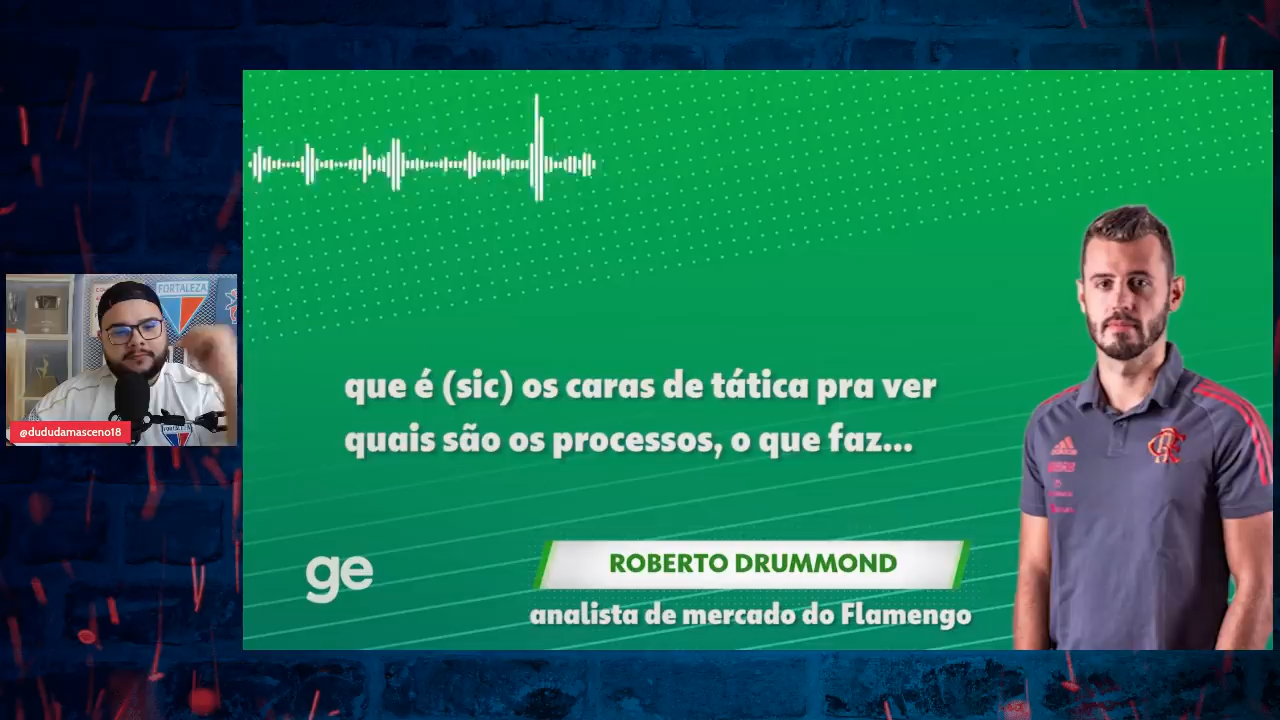 FORTALEZA
@dududamasceno18
FORTALEZA
que é (sic) os caras de tática pra ver
quais são os processos, o que faz...
ge
ROBERTO DRUMMOND
analista de mercado do Flamengo